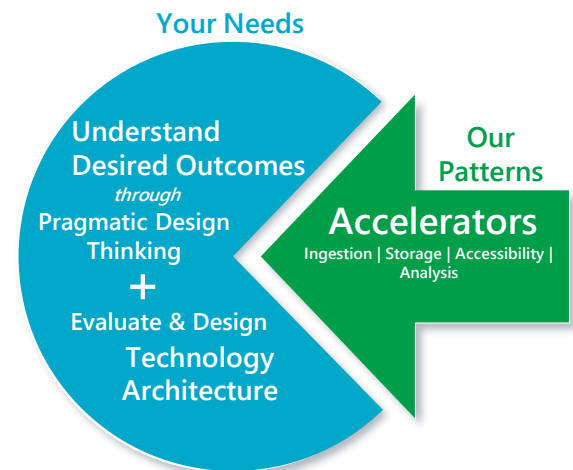 Your Needs
Understand
Desired Outcomes
through
Pragmatic Design
Thinking
+
Evaluate & Design
Technology
Architecture
Our
Patterns
Accelerators
Ingestion | Storage | Accessibility |
Analysis